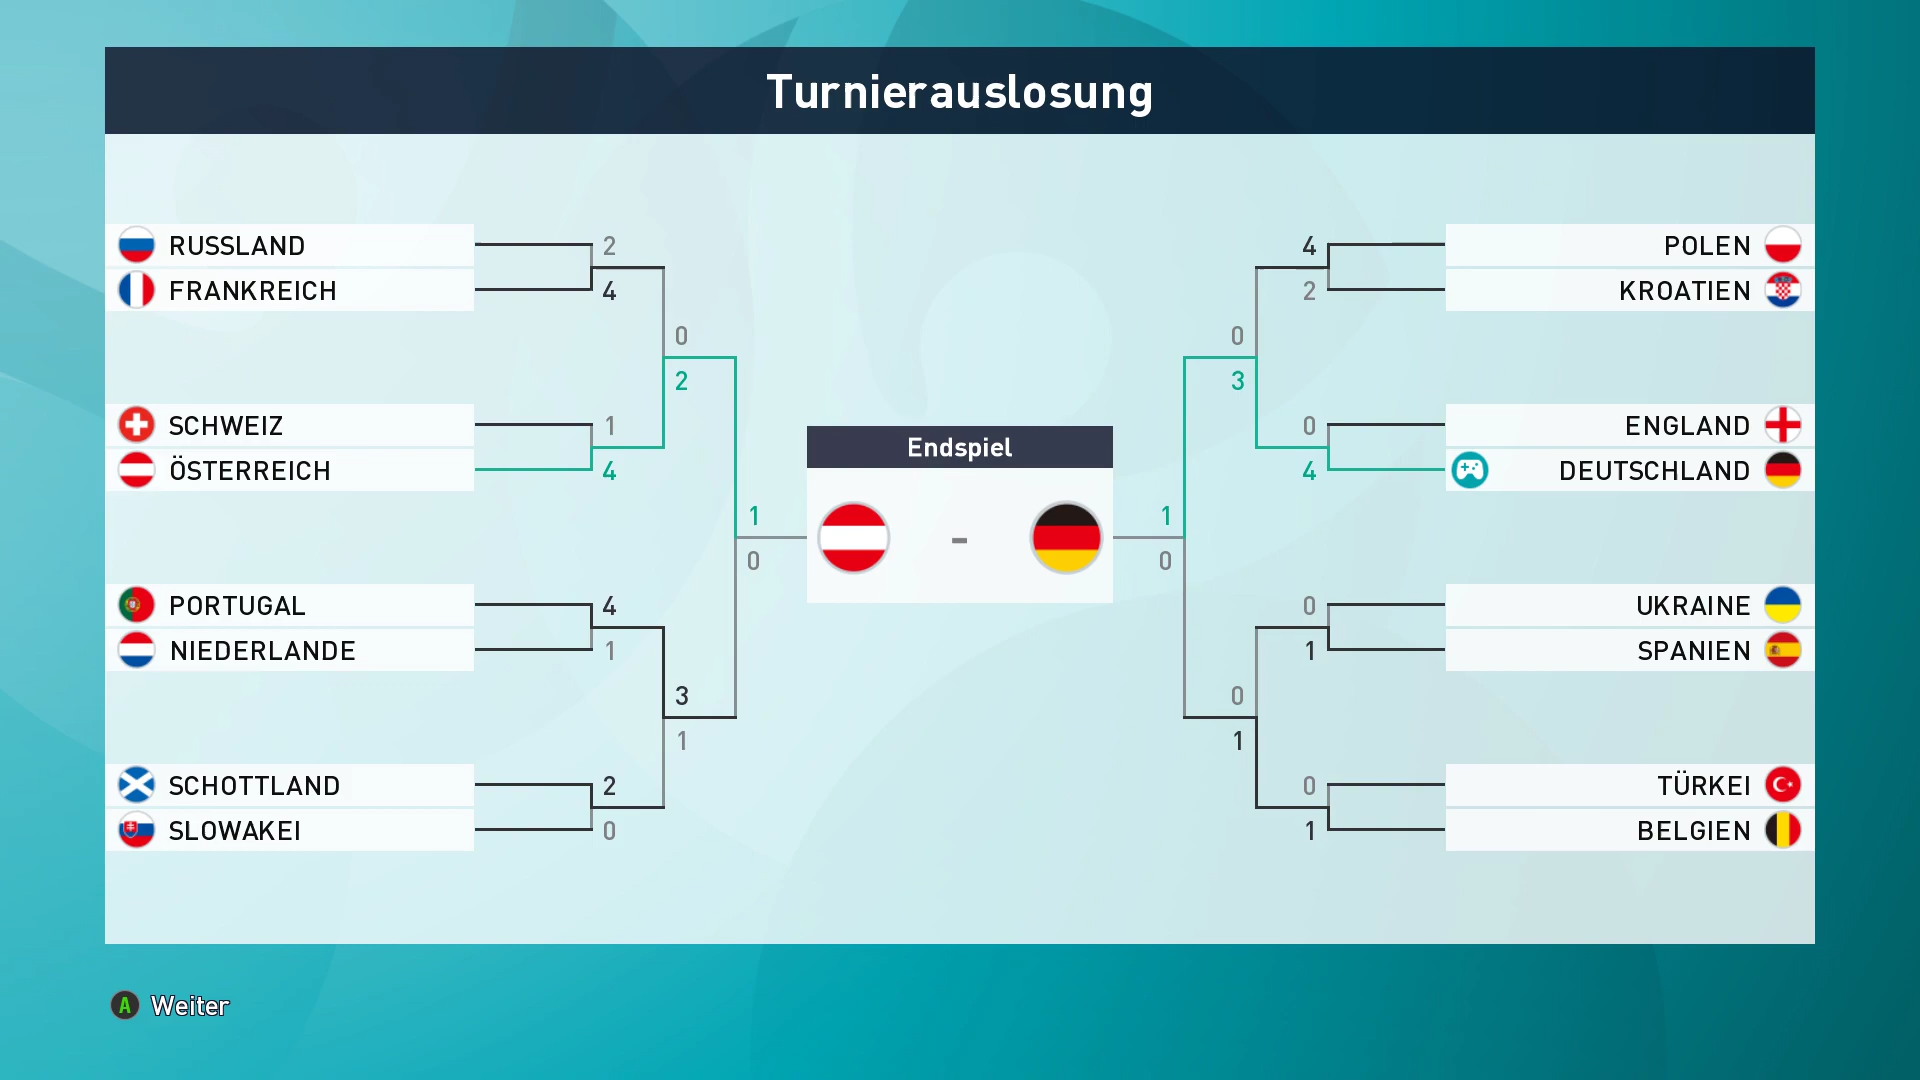 Turnierauslosung
RUSSLAND 2
FRANKREICH 4
0
2
SCHWEIZ 1
ÖSTERREICH 4
1
0
PORTUGAL 4
NIEDERLANDE 1
3
1
SCHOTTLAND 2
SLOWAKEI 0
Endspiel
-
4 POLEN
2 KROATIEN
0
3
0 ENGLAND
4 DEUTSCHLAND
1
0
0 UKRAINE
1 SPANIEN
0
1
0 TÜRKEI
1 BELGIEN
A Weiter